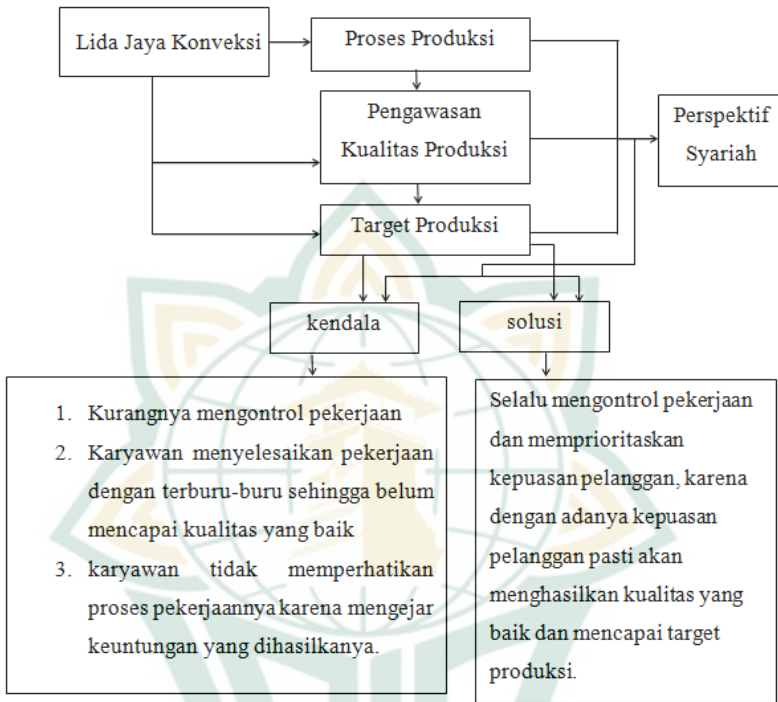 Lida Jaya Konveksi
Proses Produksi
Pengawasan
Kualitas Produksi
Perspektif
Syariah
Target Produksi
kendala
solusi
1. Kurangnya mengontrol pekerjaan
2. Karyawan menyelesaikan pekerjaan
dengan terburu-buru sehingga belum
mencapai kualitas yang baik
3. karyawan tidak memperhatikan
proses pekerjaannya karena mengejar
keuntungan yang dihasilkanya.
Selalu mengontrol pekerjaan
dan memprioritaskan
kepuasan pelanggan, karena
dengan adanya kepuasan
pelanggan pasti akan
menghasilkan kualitas yang
baik dan mencapai target
produksi.